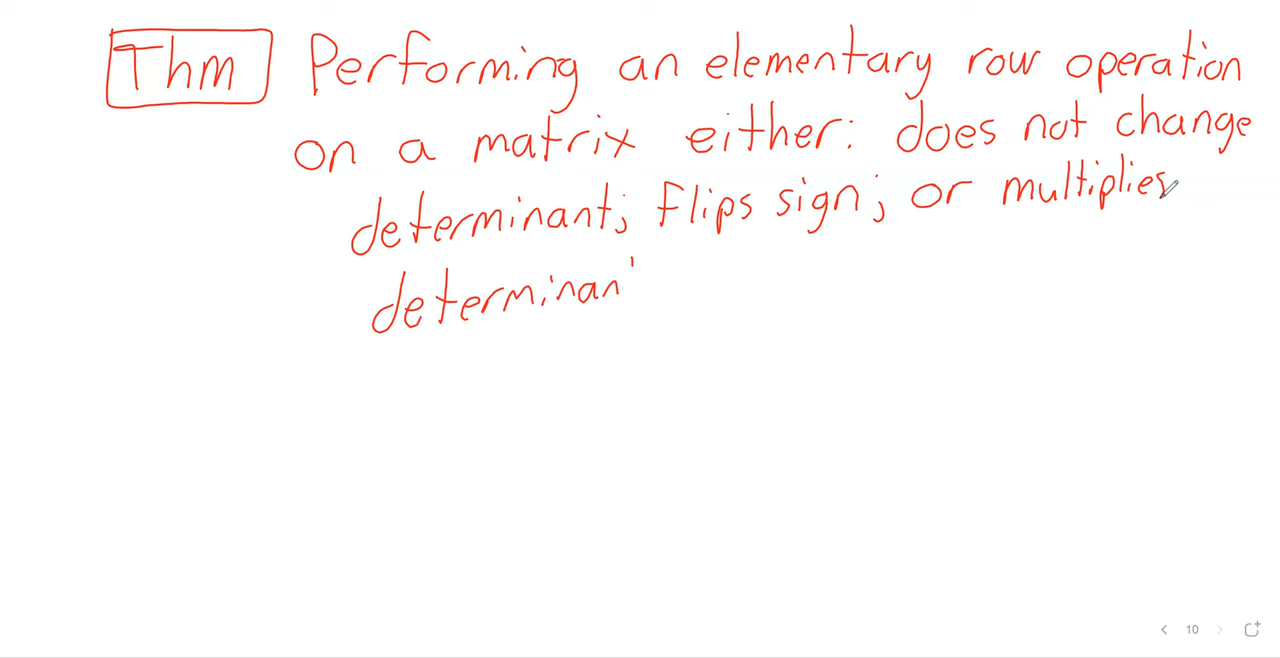 Thm Performing an elementary row operation
on a matrix either: does not change
determinant; flips sign; or multiplies
determinan'
10